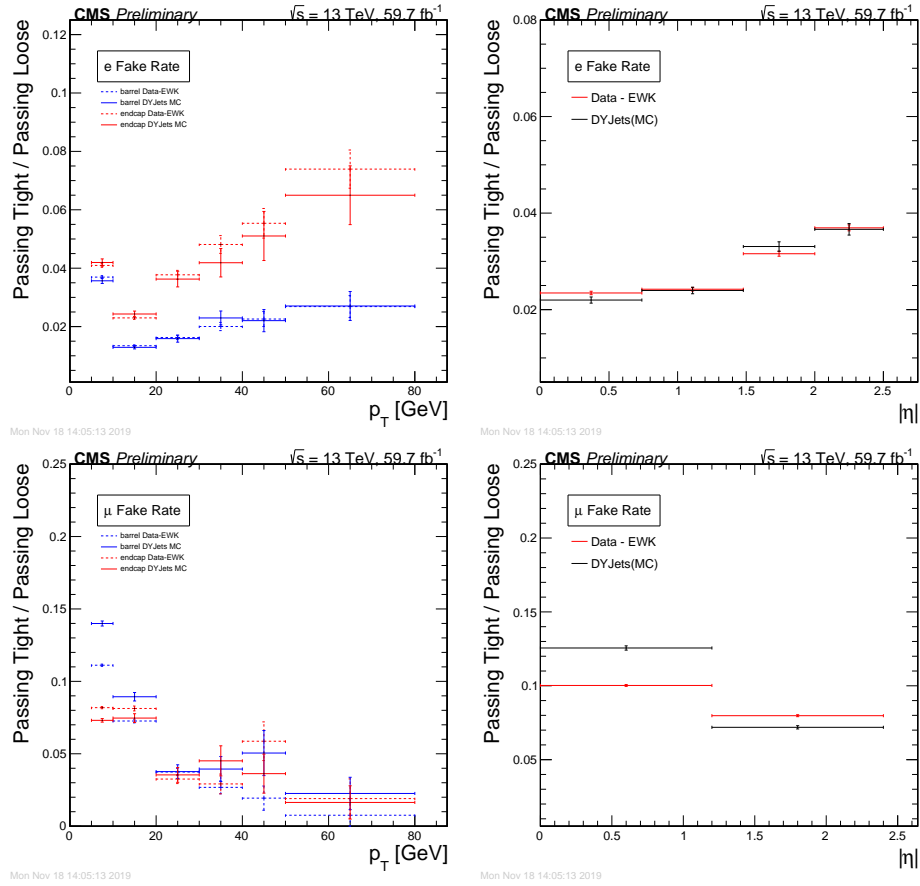 CMS Preliminary √s = 13 TeV, 59.7 fb-1
Passing Tight / Passing Loose
0.12
0.1
0.08
0.06
0.04
0.02
e Fake Rate
barrel Data-EWK
barrel DYJets MC
endcap Data-EWK
endcap DYJets MC
0 20 40 60 80
pT [GeV]
Mon Nov 18 14:05:13 2019
CMS Preliminary √s = 13 TeV, 59.7 fb-1
Passing Tight / Passing Loose
0.08
0.06
0.04
0.02
e Fake Rate
Data - EWK
DYJets(MC)
0 0.5 1 1.5 2 2.5
|η|
Mon Nov 18 14:05:13 2019
CMS Preliminary √s = 13 TeV, 59.7 fb-1
Passing Tight / Passing Loose
0.25
0.2
0.15
0.1
0.05
0
μ Fake Rate
barrel Data-EWK
barrel DYJets MC
endcap Data-EWK
endcap DYJets MC
0 20 40 60 80
pT [GeV]
Mon Nov 18 14:05:13 2019
CMS Preliminary √s = 13 TeV, 59.7 fb-1
Passing Tight / Passing Loose
0.25
0.2
0.15
0.1
0.05
μ Fake Rate
Data - EWK
DYJets(MC)
0 0.5 1 1.5 2 2.5
|η|
Mon Nov 18 14:05:13 2019